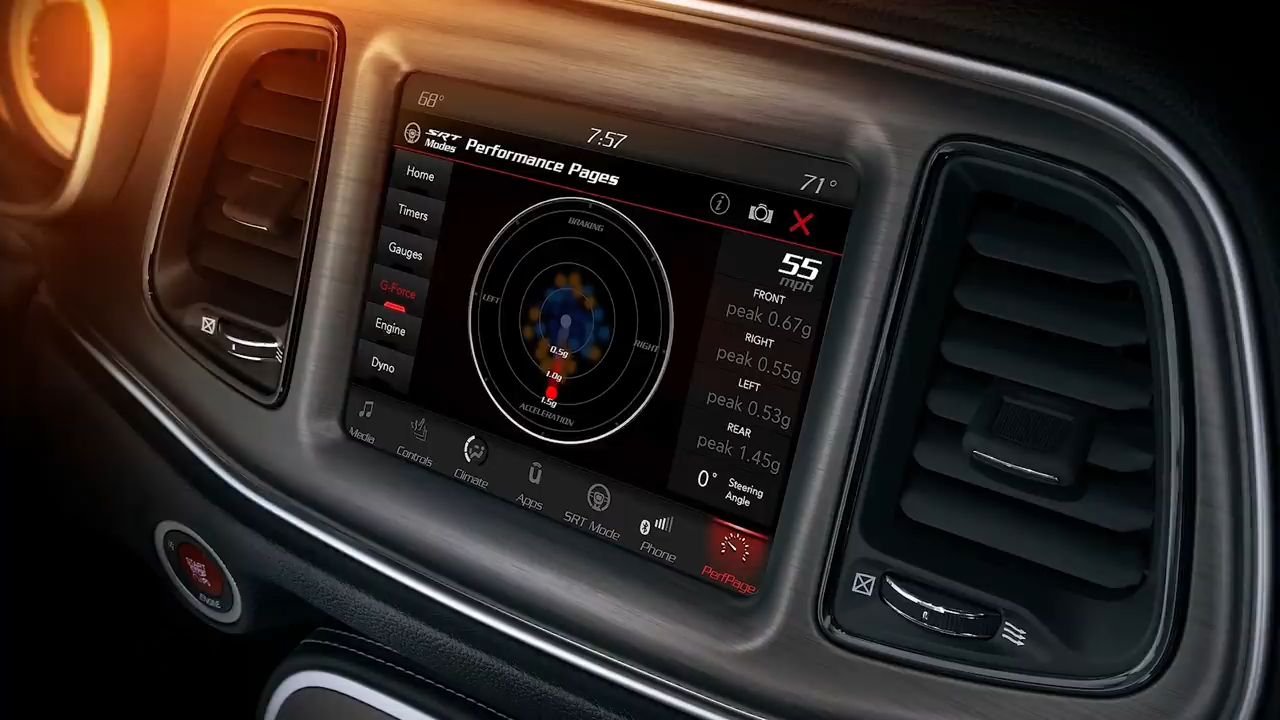 68°
7:57
71°
SRT
Modes
Performance Pages
i
Home
Timers
Gauges
G-Force
Engine
Dyno
BRAKING
LEFT
RIGHT
0.5g
1.0g
1.5g
ACCELERATION
55
mph
FRONT
peak 0.67g
RIGHT
peak 0.55g
LEFT
peak 0.53g
REAR
peak 1.45g
0° Steering
Angle
Media
Controls
Climate
Apps
SRT Mode
Phone
PerfPage
START
ENGINE